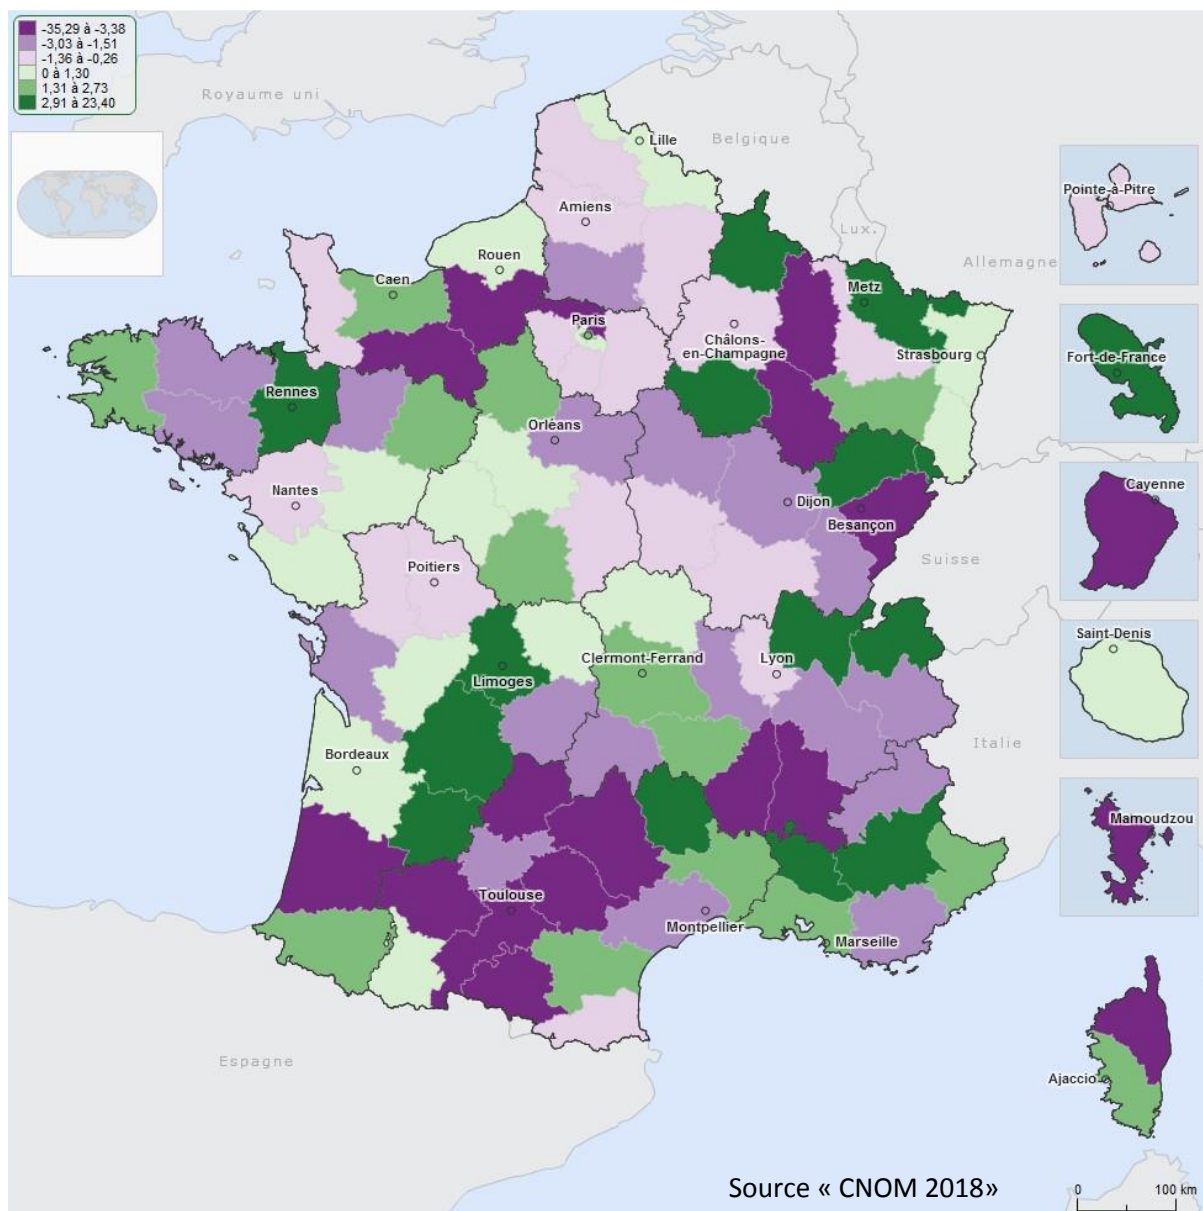 -35,29 à -3,38
-3,03 à -1,51
-1,36 à -0,26
0 à 1,30
1,31 à 2,73
2,91 à 23,40
Royaume uni
Belgique
Lille
Amiens
Lux.
Allemagne
Pointe-à-Pitre
Rouen
Caen
Metz
Paris
Châlons-
en-Champagne
Strasbourg
Fort-de-France
Rennes
Orléans
Nantes
Dijon
Besançon
Cayenne
Suisse
Poitiers
Saint-Denis
Clermont-Ferrand
Lyon
Limoges
Italie
Bordeaux
Mamoudzou
Toulouse
Montpellier
Marseille
Espagne
Ajaccio
Source « CNOM 2018»
0
100 km